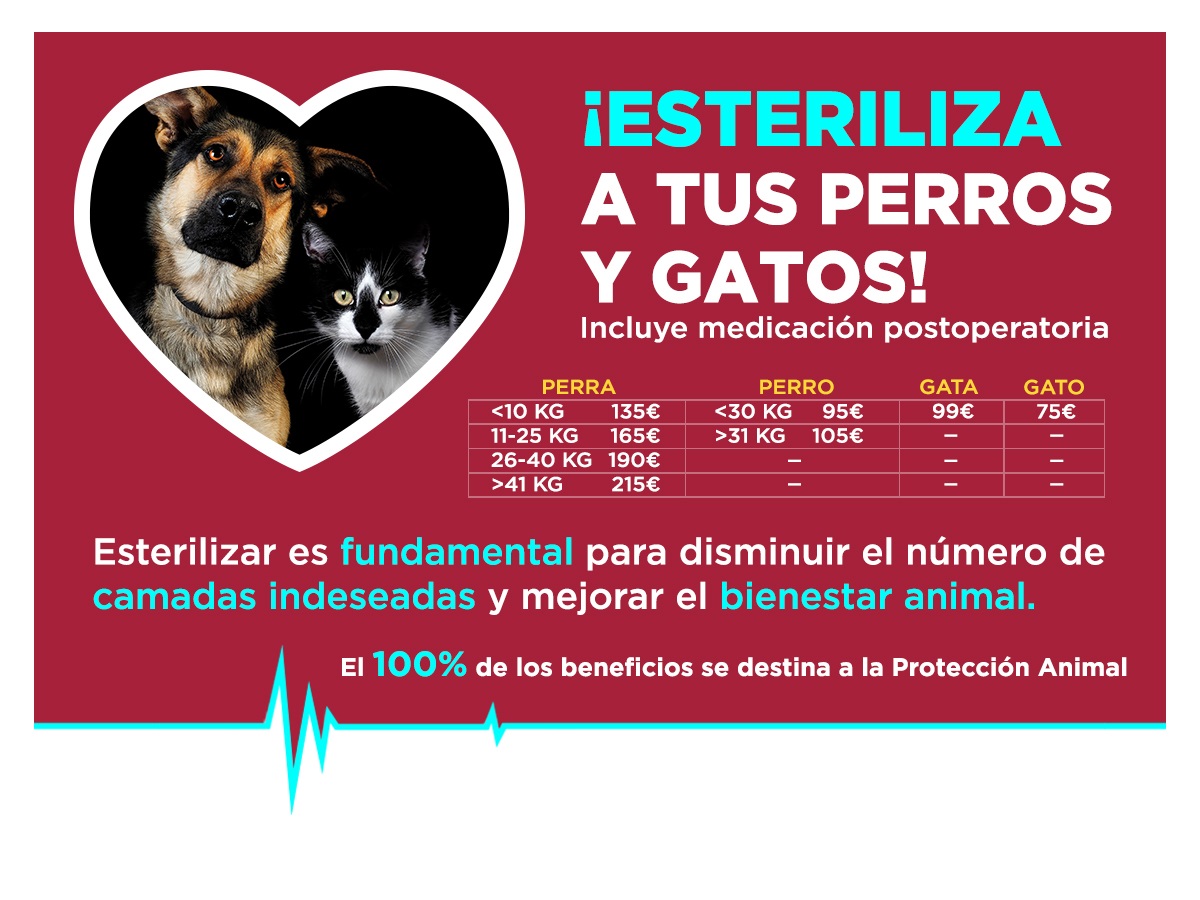 ¡ESTERILIZA
A TUS PERROS
Y GATOS!
Incluye medicación postoperatoria
PERRA PERRO GATA GATO
<10 KG 135€ <30 KG 95€ 99€ 75€
11-25 KG 165€ >31 KG 105€ – –
26-40 KG 190€ – – –
>41 KG 215€ – – –
Esterilizar es fundamental para disminuir el número de
camadas indeseadas y mejorar el bienestar animal.
El 100% de los beneficios se destina a la Protección Animal